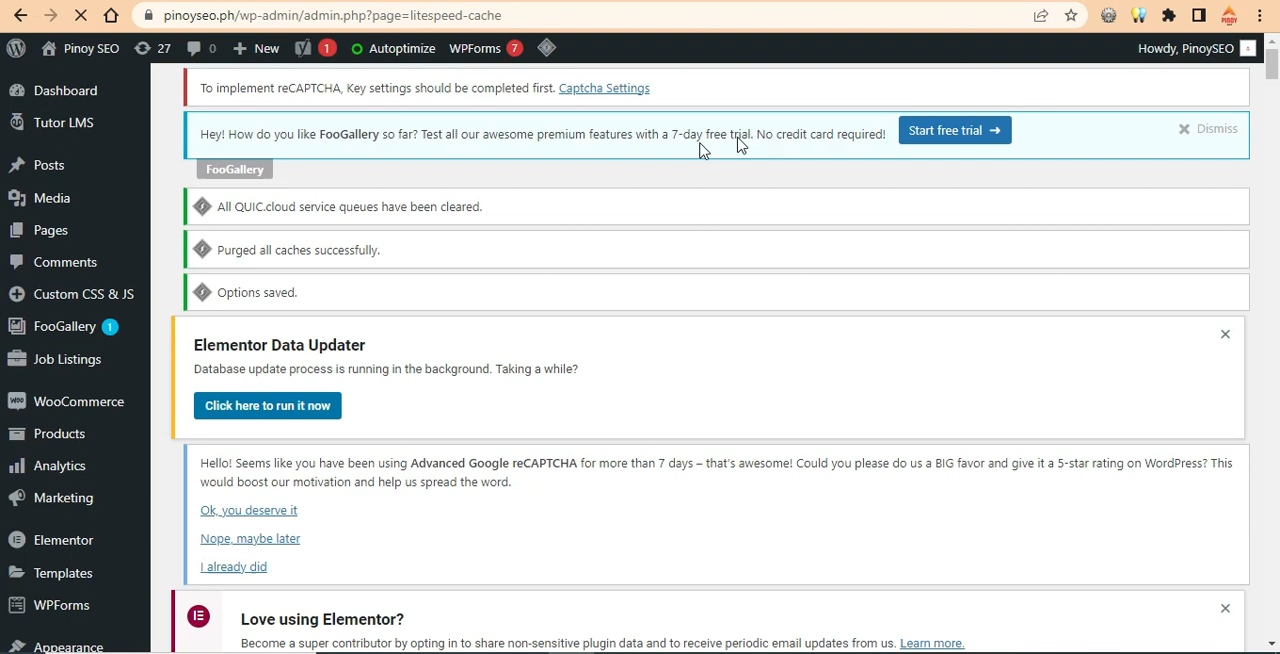 pinoyseo.ph/wp-admin/admin.php?page=litespeed-cache
Pinoy SEO 27 0 New 1 Autoptimize WPForms 7 Howdy, PinoySEO
Dashboard
Tutor LMS
Posts
Media
Pages
Comments
Custom CSS & JS
FooGallery 1
Job Listings
WooCommerce
Products
Analytics
Marketing
Elementor
Templates
WPForms
Appearance
To implement reCAPTCHA, Key settings should be completed first. Captcha Settings
Hey! How do you like FooGallery so far? Test all our awesome premium features with a 7-day free trial. No credit card required! Start free trial → Dismiss
FooGallery
All QUIC.cloud service queues have been cleared.
Purged all caches successfully.
Options saved.
Elementor Data Updater
Database update process is running in the background. Taking a while?
Click here to run it now
Hello! Seems like you have been using Advanced Google reCAPTCHA for more than 7 days – that's awesome! Could you please do us a BIG favor and give it a 5-star rating on WordPress? This
would boost our motivation and help us spread the word.
Ok, you deserve it
Nope, maybe later
I already did
Love using Elementor?
Become a super contributor by opting in to share non-sensitive plugin data and to receive periodic email updates from us. Learn more.